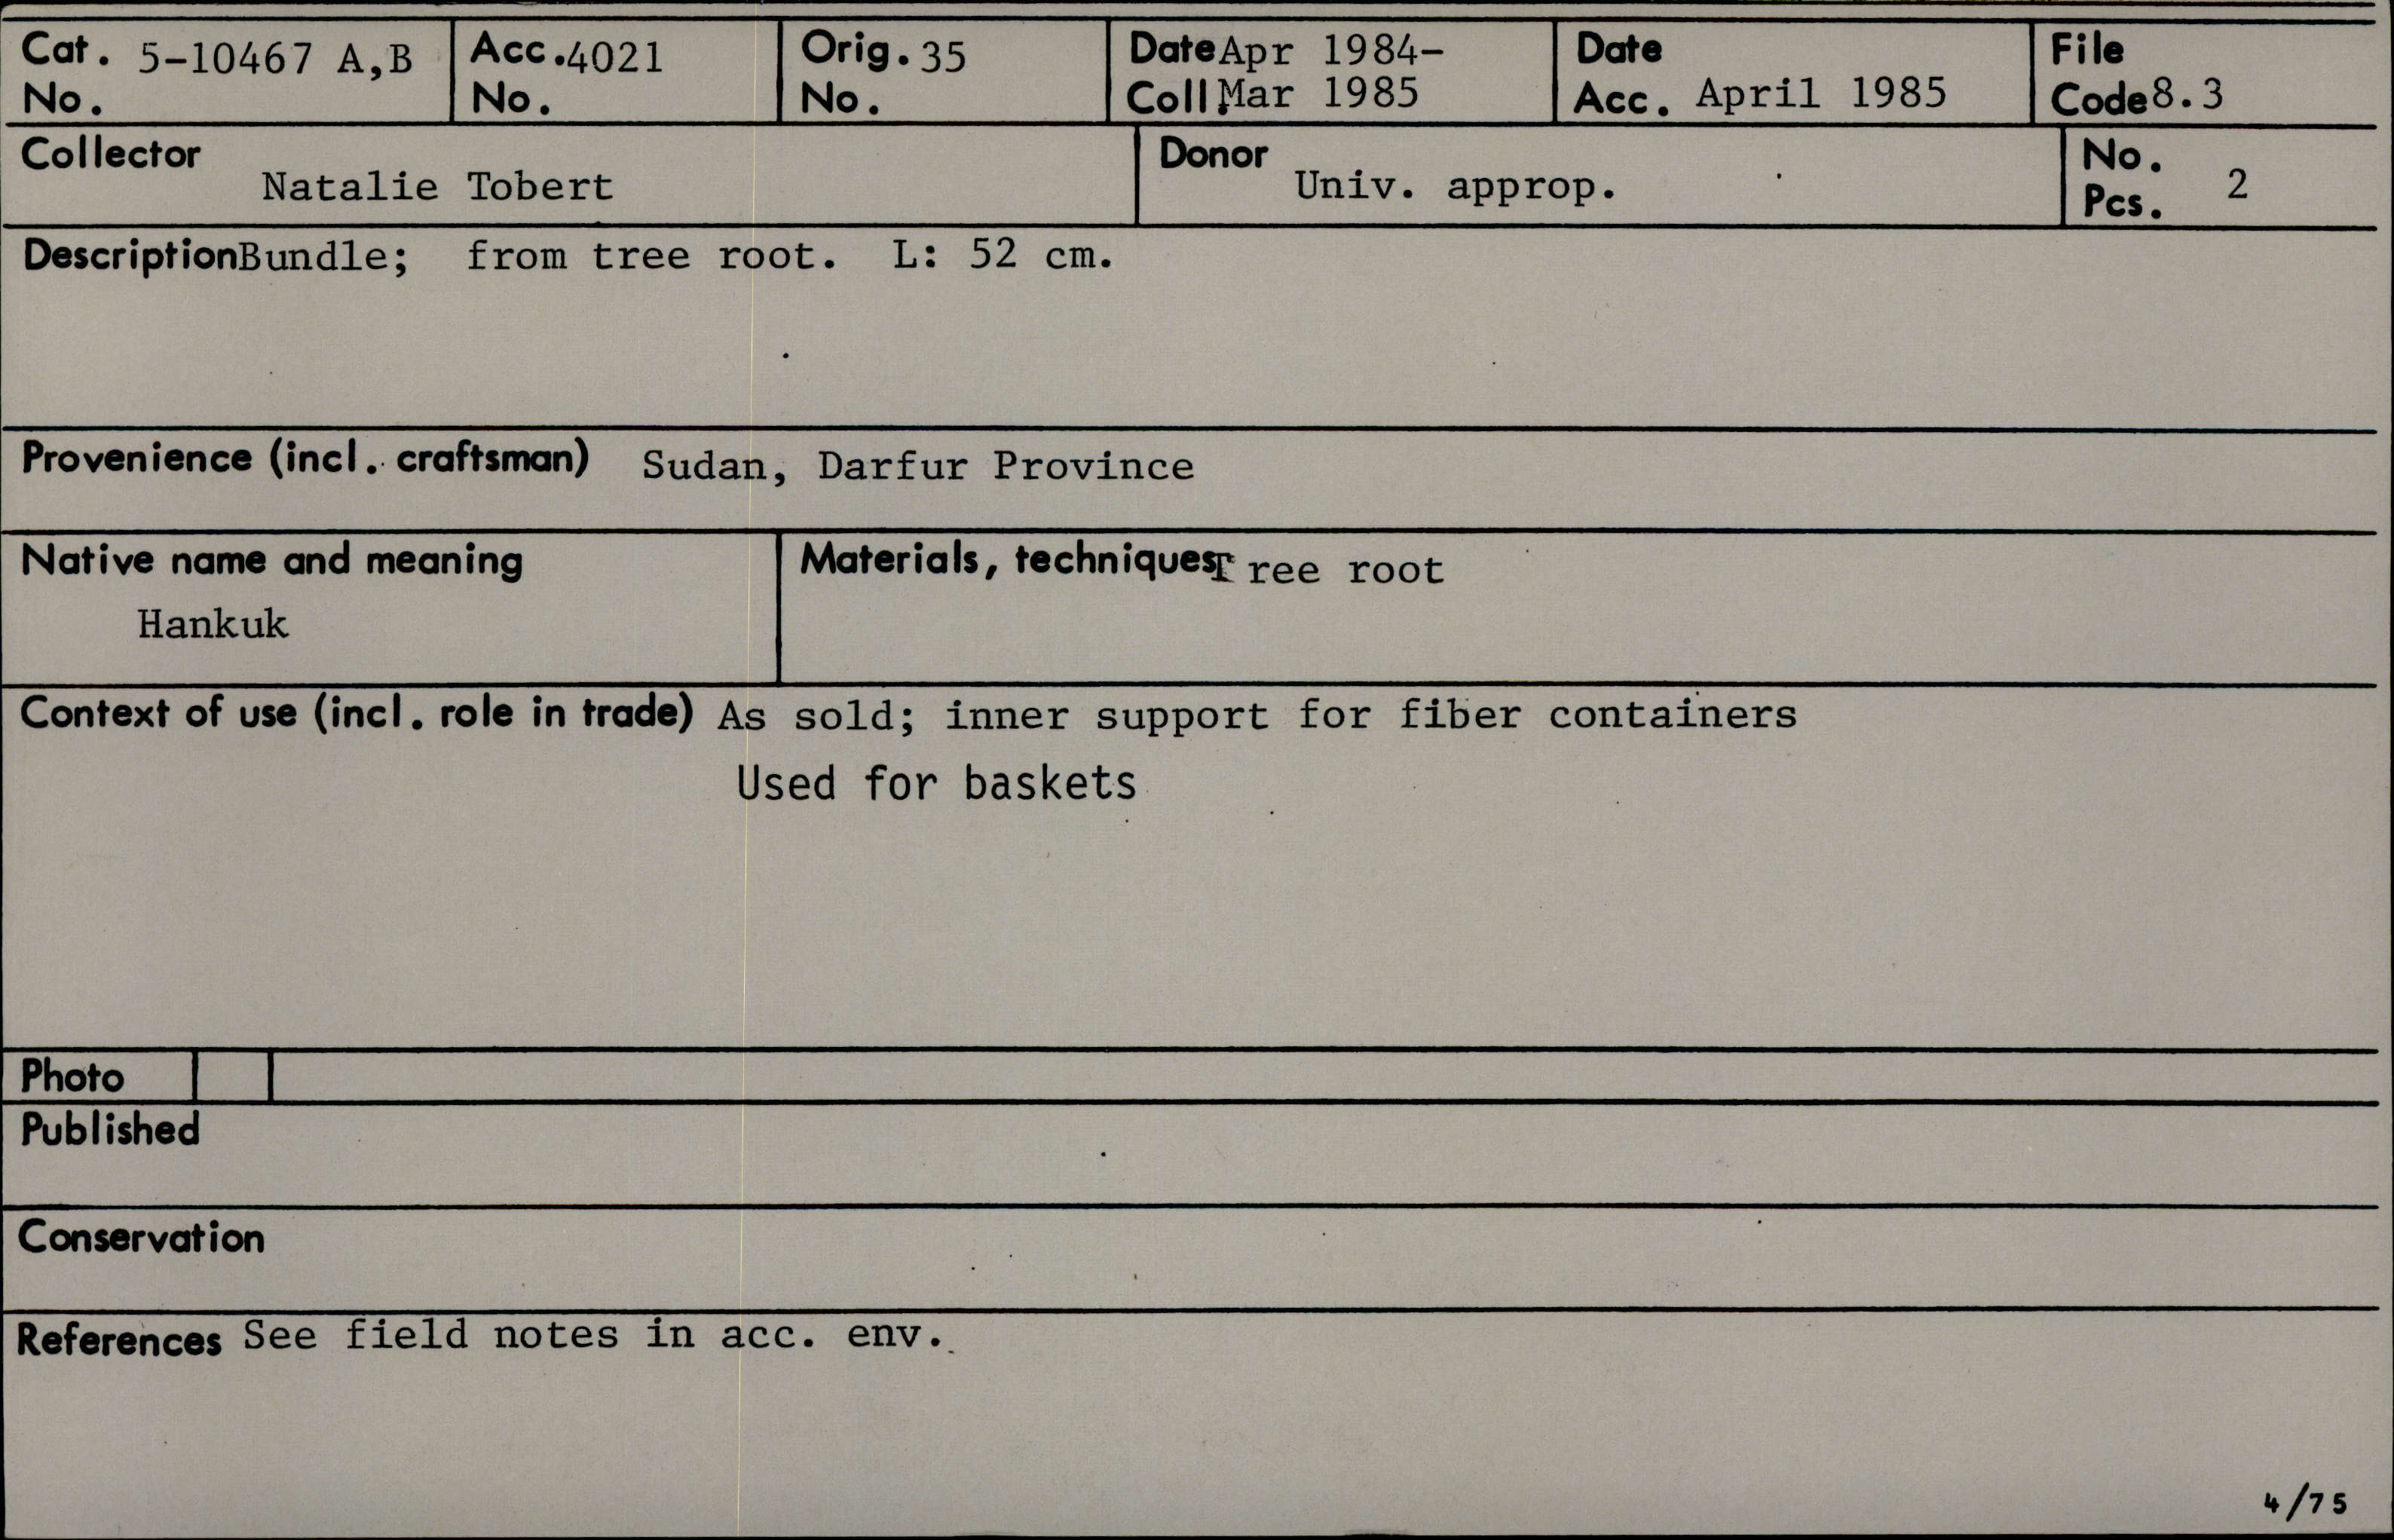 Cat. No. 5-10467 A,B Acc. No. 4021 Orig. No. 35 Date Coll. Apr 1984- Mar 1985 Date Acc. April 1985 File Code 8.3
Collector Natalie Tobert Donor Univ. approp. No. Pcs. 2
Description Bundle; from tree root. L: 52 cm.
Provenience (incl. craftsman) Sudan, Darfur Province
Native name and meaning Materials, techniques Tree root
Hankuk
Context of use (incl. role in trade) As sold; inner support for fiber containers
Used for baskets
Photo
Published
Conservation
References See field notes in acc. env.
4/75